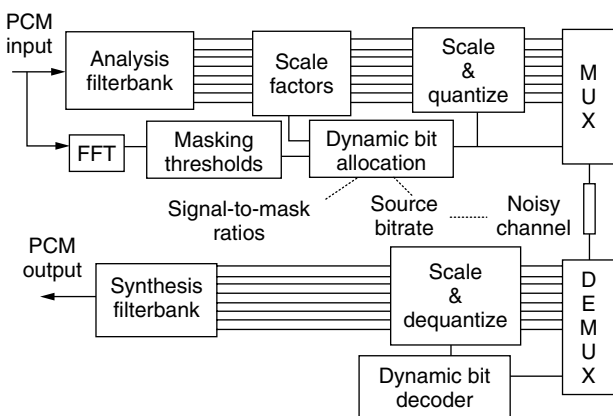 PCM
input
Analysis
filterbank
Scale
factors
Scale
&
quantize
M
U
X
FFT
Masking
thresholds
Dynamic bit
allocation
Signal-to-mask
ratios
Source
bitrate
Noisy
channel
PCM
output
Synthesis
filterbank
Scale
&
dequantize
D
E
M
U
X
Dynamic bit
decoder